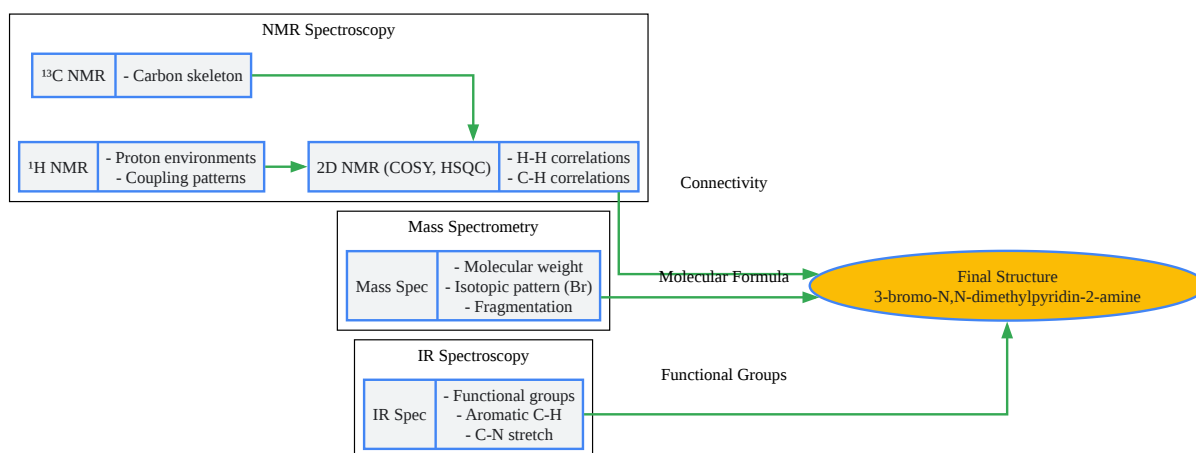 NMR Spectroscopy
¹³C NMR
- Carbon skeleton
¹H NMR
- Proton environments
- Coupling patterns
2D NMR (COSY, HSQC)
- H-H correlations
- C-H correlations
Connectivity
Mass Spectrometry
Mass Spec
- Molecular weight
- Isotopic pattern (Br)
- Fragmentation
Molecular Formula
Final Structure
3-bromo-N,N-dimethylpyridin-2-amine
IR Spectroscopy
IR Spec
- Functional groups
- Aromatic C-H
- C-N stretch
Functional Groups